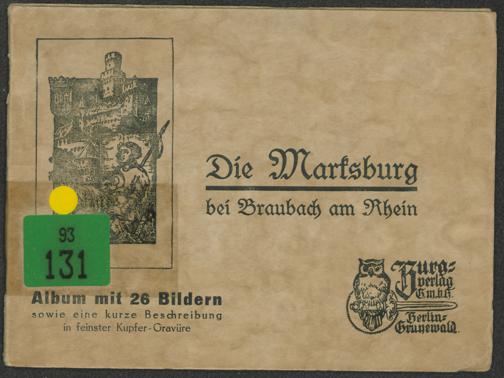 Die Marksburg
bei Braubach am Rhein
93
131
Album mit 26 Bildern
sowie eine kurze Beschreibung
in feinster Kupfer-Gravüre
Burg-
verlag
G.m.b.H.
Berlin-
Grunewald.